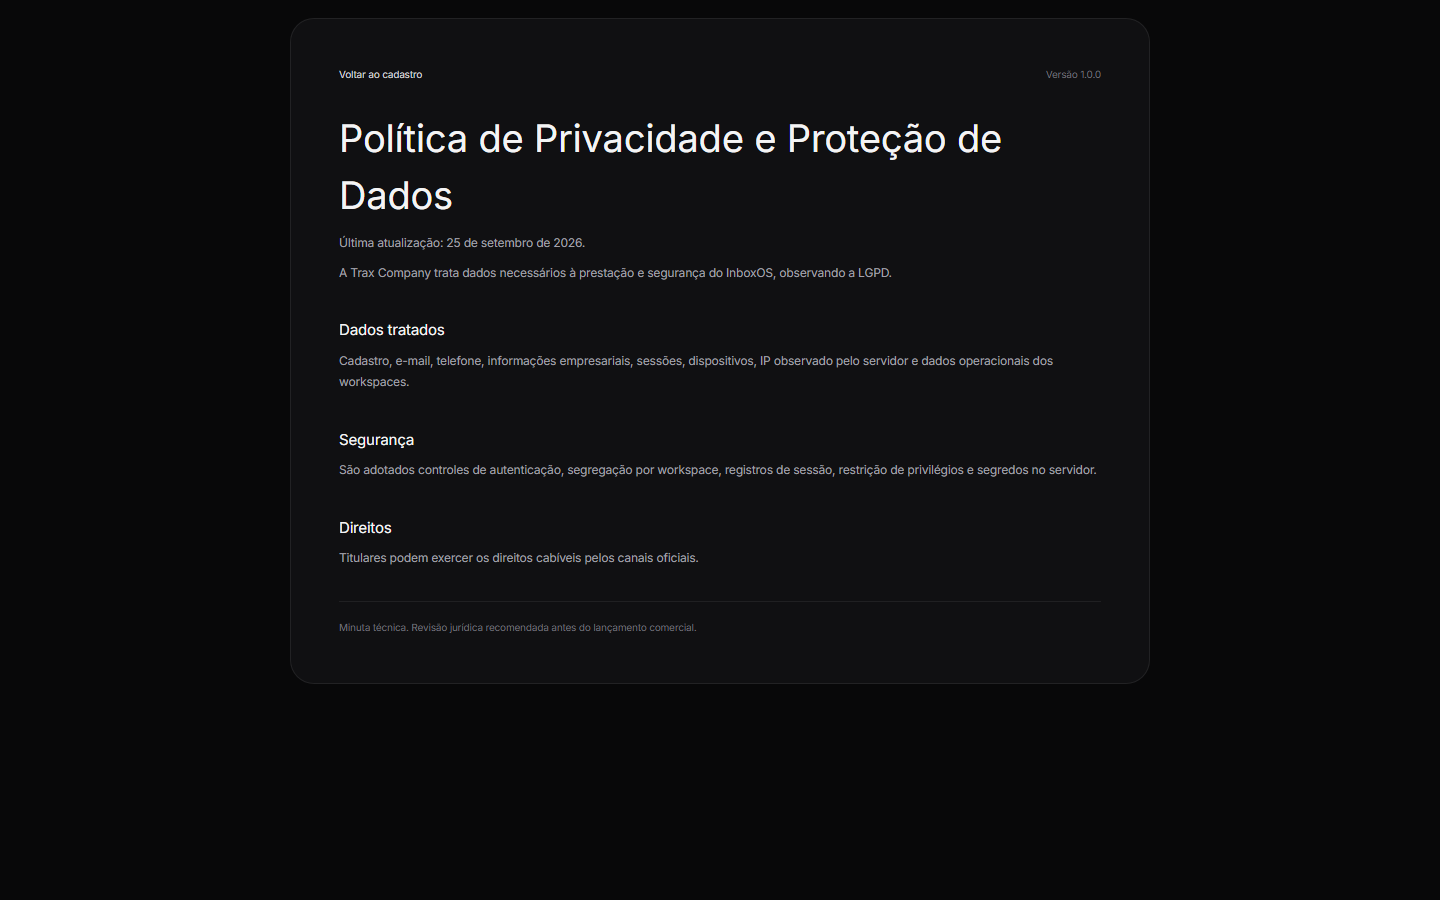 Voltar ao cadastro
Versão 1.0.0
Política de Privacidade e Proteção de
Dados
Última atualização: 25 de setembro de 2026.
A Trax Company trata dados necessários à prestação e segurança do InboxOS, observando a LGPD.
Dados tratados
Cadastro, e-mail, telefone, informações empresariais, sessões, dispositivos, IP observado pelo servidor e dados operacionais dos
workspaces.
Segurança
São adotados controles de autenticação, segregação por workspace, registros de sessão, restrição de privilégios e segredos no servidor.
Direitos
Titulares podem exercer os direitos cabíveis pelos canais oficiais.
Minuta técnica. Revisão jurídica recomendada antes do lançamento comercial.